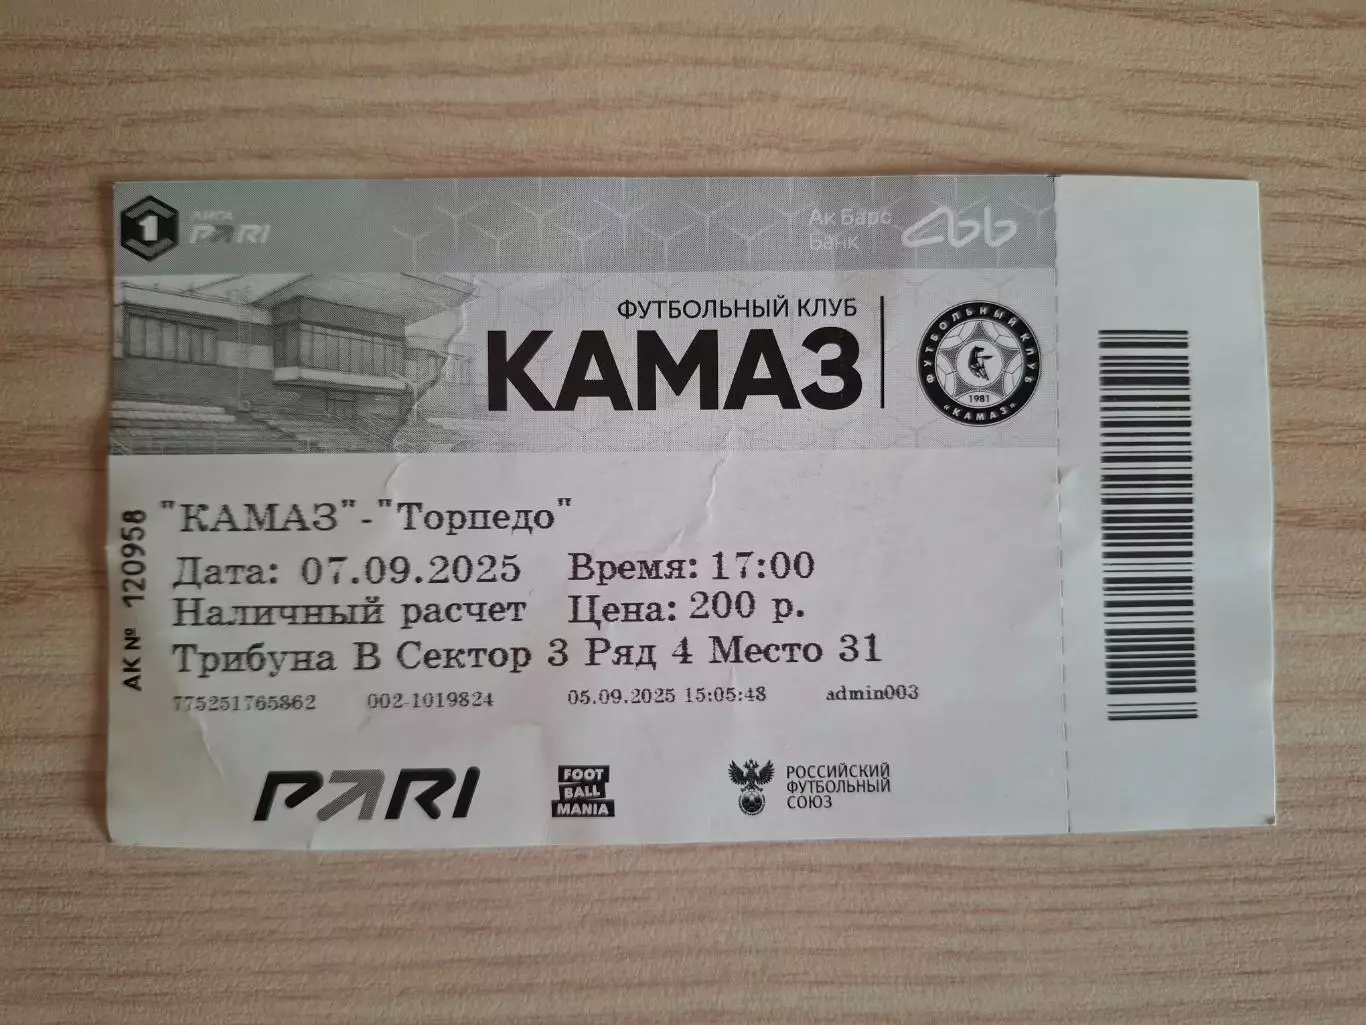 1 ЛИГА
PARI
Ак Барс
Банк
ФУТБОЛЬНЫЙ КЛУБ
КАМАЗ
ФУТБОЛЬНЫЙ КЛУБ
1981
«КАМАЗ»
АК № 120958
"КАМАЗ"-"Торпедо"
Дата: 07.09.2025 Время: 17:00
Наличный расчет Цена: 200 р.
Трибуна В Сектор 3 Ряд 4 Место 31
775251765862 002-1019824 05.09.2025 15:05:48 admin003
PARI
FOOT
BALL
MANIA
РОССИЙСКИЙ
ФУТБОЛЬНЫЙ
СОЮЗ